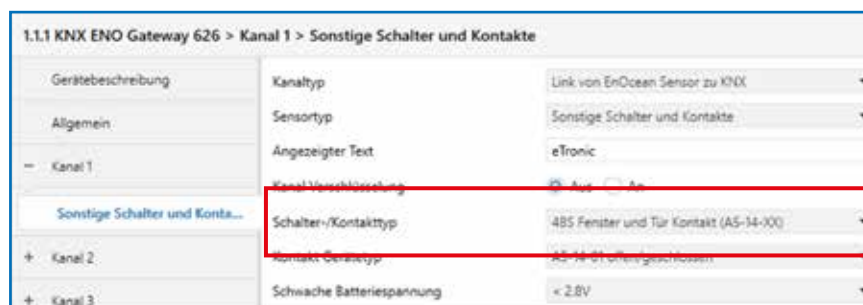 1.1.1 KNX ENO Gateway 626 > Kanal 1 > Sonstige Schalter und Kontakte
Gerätebeschreibung
Allgemein
− Kanal 1
Sonstige Schalter und Konta...
+ Kanal 2
+ Kanal 3
Kanaltyp Link von EnOcean Sensor zu KNX
Sensortyp Sonstige Schalter und Kontakte
Angezeigter Text eTronic
Kanal Verschlüsselung Aus An
Schalter-/Kontakttyp 4BS Fenster und Tür Kontakt (A5-14-XX)
Kontakt Gerätetyp A5-14-01 offen/geschlossen
Schwache Batteriespannung < 2.8V